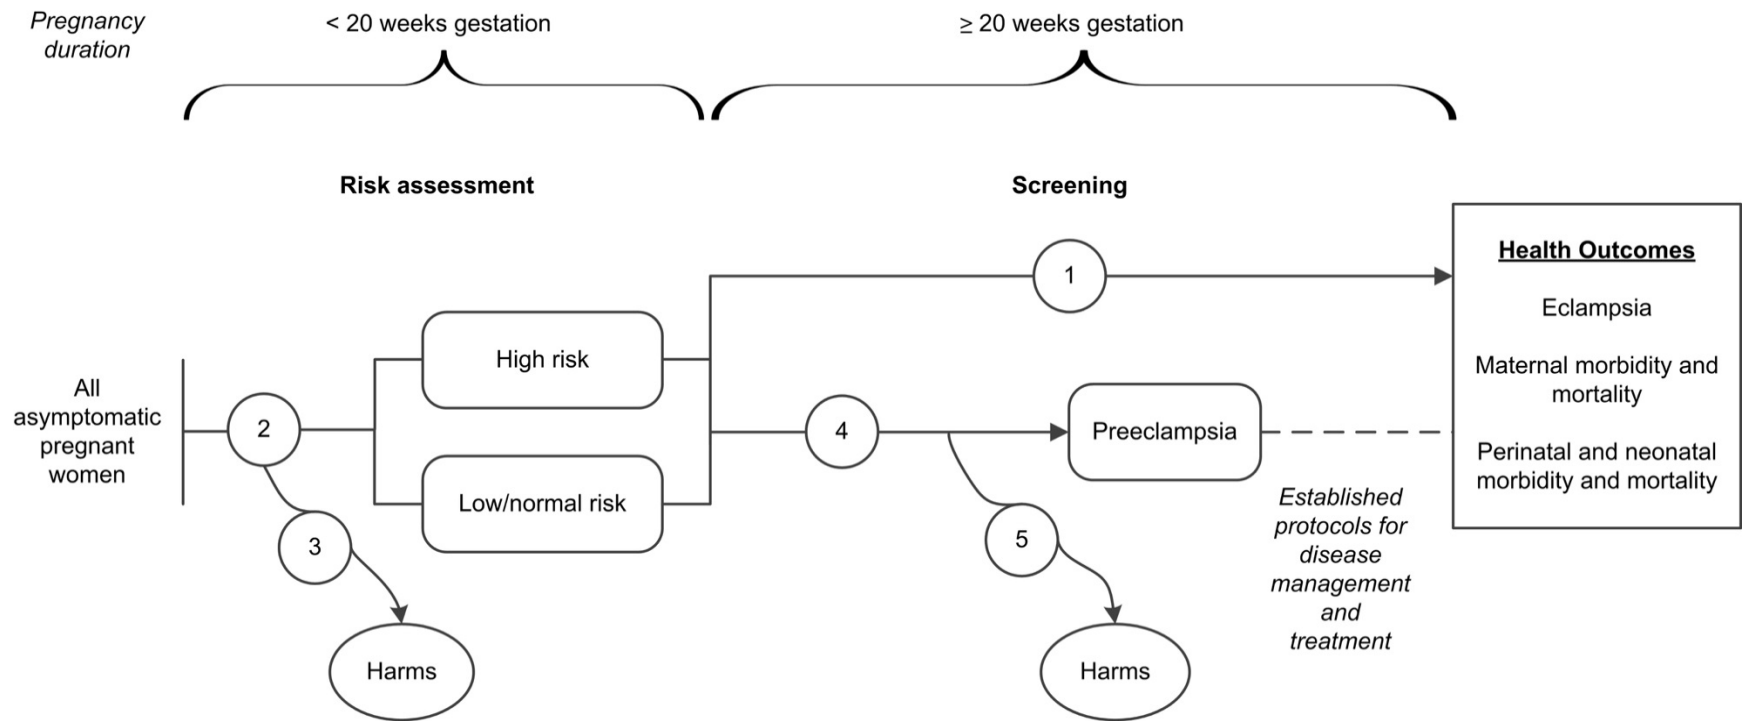 Pregnancy
duration
< 20 weeks gestation
≥ 20 weeks gestation
Risk assessment
Screening
All
asymptomatic
pregnant
women
2
3
Harms
High risk
Low/normal risk
1
4
5
Harms
Preeclampsia
Established
protocols for
disease
management
and
treatment
Health Outcomes
Eclampsia
Maternal morbidity and
mortality
Perinatal and neonatal
morbidity and mortality